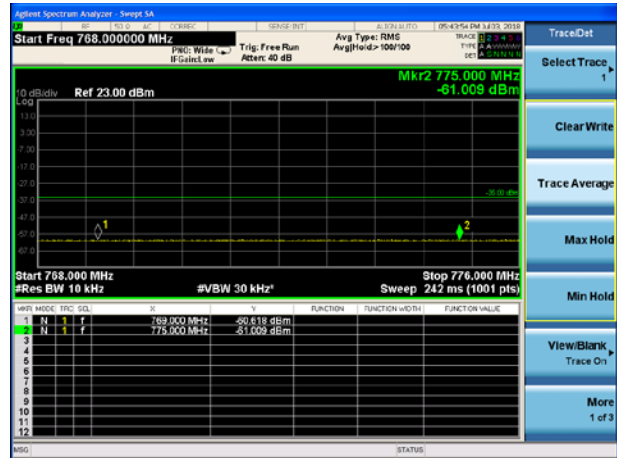 Agilent Spectrum Analyzer - Swept SA
RF 50 Ω AC CORREC SENSE:INT ALIGN AUTO 05:43:54 PM Jul 03, 2018
Start Freq 768.000000 MHz
PNO: Wide
IFGain:Low
Trig: Free Run
Atten: 40 dB
Avg Type: RMS
Avg|Hold:>100/100
TRACE 1 2 3 4 5 6
TYPE
DET A
Mkr2 775.000 MHz
-61.009 dBm
10 dB/div Ref 23.00 dBm
Log
13.0
3.00
-7.00
-17.0
-27.0
-35.00 dBm
-37.0
-47.0
-57.0
-67.0
1
2
Start 768.000 MHz Stop 776.000 MHz
#Res BW 10 kHz #VBW 30 kHz* Sweep 242 ms (1001 pts)
MKR MODE TRC SCL X Y FUNCTION FUNCTION WIDTH FUNCTION VALUE
1 N 1 f 769.000 MHz -60.618 dBm
2 N 1 f 775.000 MHz -61.009 dBm
3
4
5
6
7
8
9
10
11
12
MSG STATUS
Trace/Det
Select Trace
1
Clear Write
Trace Average
Max Hold
Min Hold
View/Blank
Trace On
More
1 of 3